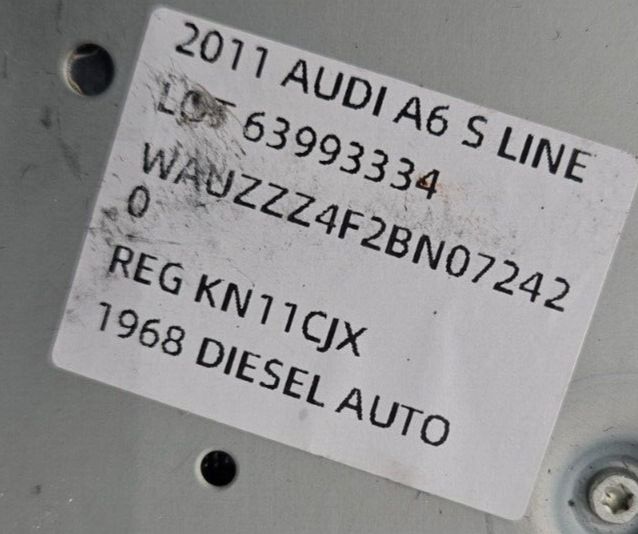 2011 AUDI A6 S LINE
LOT 63993334
WAUZZZ4F2BN07242
0
REG KN11CJX
1968 DIESEL AUTO